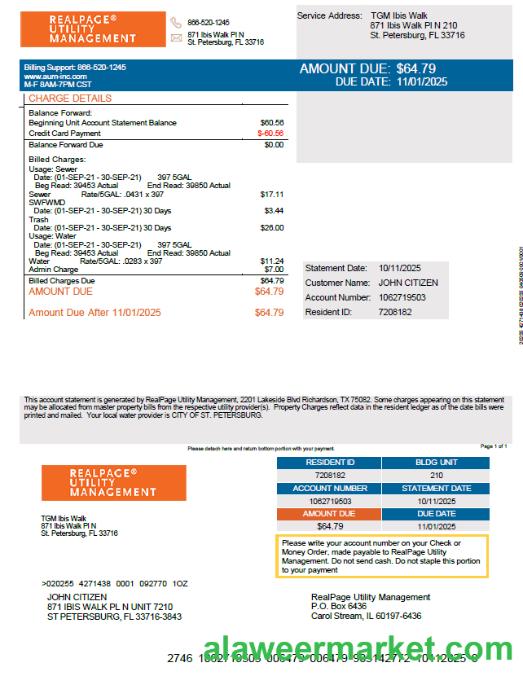 REALPAGE®
UTILITY
MANAGEMENT
866-520-1245
871 Ibis Walk Pl N
St. Petersburg, FL 33716
Service Address: TGM Ibis Walk
871 Ibis Walk Pl N 210
St. Petersburg, FL 33716
Billing Support: 866-520-1245
www.aum-inc.com
M-F 8AM-7PM CST
AMOUNT DUE: $64.79
DUE DATE: 11/01/2025
CHARGE DETAILS
Balance Forward:
Beginning Unit Account Statement Balance $60.56
Credit Card Payment $-60.56
Balance Forward Due $0.00
Billed Charges:
Usage: Sewer
Date: (01-SEP-21 - 30-SEP-21) 397 5GAL
Beg Read: 39453 Actual End Read: 39850 Actual
Sewer Rate/5GAL: .0431 x 397 $17.11
SWFWMD
Date: (01-SEP-21 - 30-SEP-21) 30 Days $3.44
Trash
Date: (01-SEP-21 - 30-SEP-21) 30 Days $26.00
Usage: Water
Date: (01-SEP-21 - 30-SEP-21) 397 5GAL
Beg Read: 39453 Actual End Read: 39850 Actual
Water Rate/5GAL: .0283 x 397 $11.24
Admin Charge $7.00
Billed Charges Due $64.79
AMOUNT DUE $64.79
Amount Due After 11/01/2025 $64.79
Statement Date: 10/11/2025
Customer Name: JOHN CITIZEN
Account Number: 1062719503
Resident ID: 7208182
This account statement is generated by RealPage Utility Management, 2201 Lakeside Blvd Richardson, TX 75082. Some charges appearing on this statement
may be allocated from master property bills from the respective utility provider(s). Property Charges reflect data in the resident ledger as of the date bills were
printed and mailed. Your local water provider is CITY OF ST. PETERSBURG.
Please detach here and return bottom portion with your payment.
Page 1 of 1
REALPAGE®
UTILITY
MANAGEMENT
RESIDENT ID BLDG UNIT
7208182 210
ACCOUNT NUMBER STATEMENT DATE
1062719503 10/11/2025
AMOUNT DUE DUE DATE
$64.79 11/01/2025
TGM Ibis Walk
871 Ibis Walk Pl N
St. Petersburg, FL 33716
Please write your account number on your Check or
Money Order, made payable to RealPage Utility
Management. Do not send cash. Do not staple this portion
to your payment
>020255 4271438 0001 092770 1OZ
JOHN CITIZEN
871 IBIS WALK PL N UNIT 7210
ST PETERSBURG, FL 33716-3843
RealPage Utility Management
P.O. Box 6436
Carol Stream, IL 60197-6436
alaweermarket.com
2746